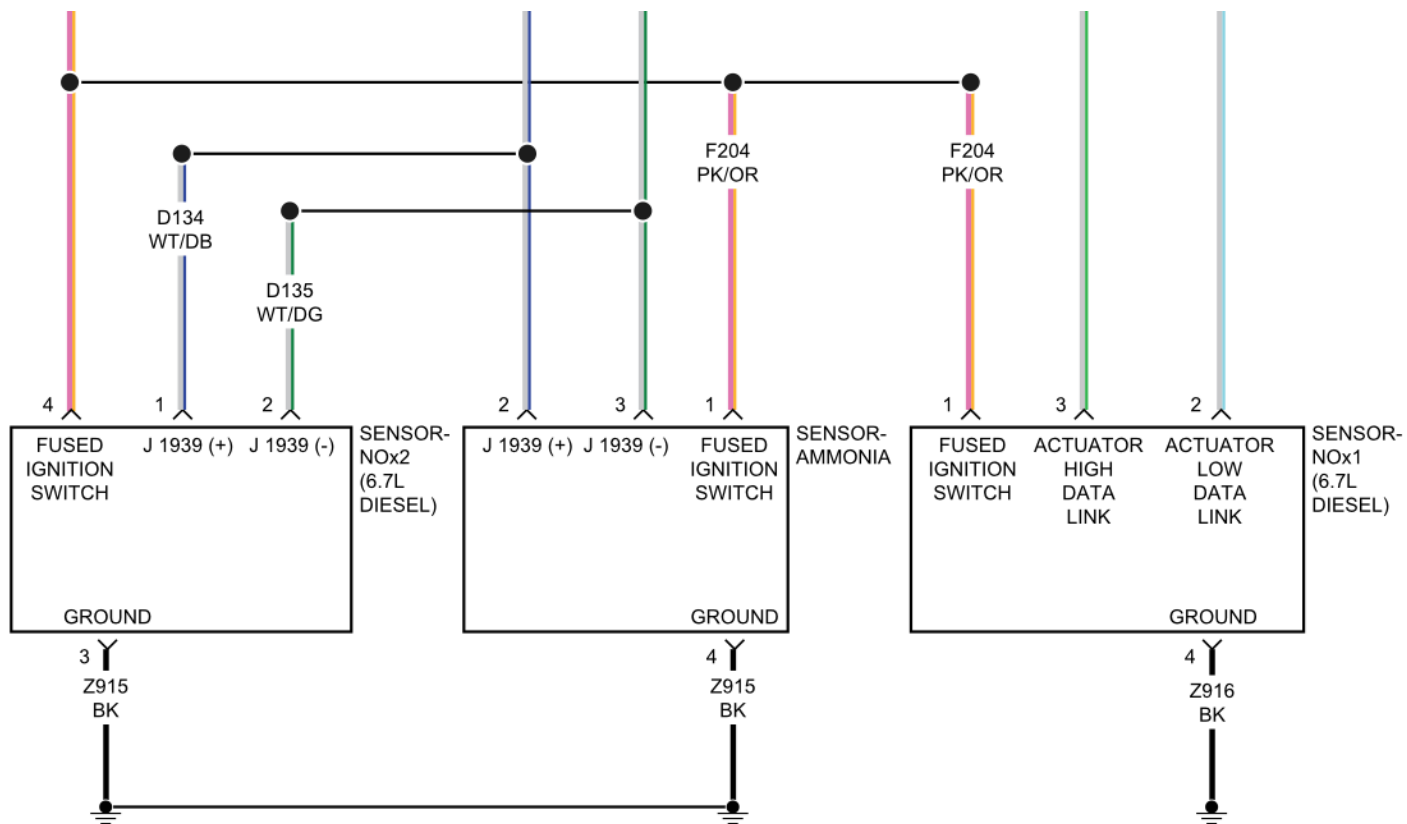 F204
PK/OR
F204
PK/OR
D134
WT/DB
D135
WT/DG
4
1
2
2
3
1
1
3
2
FUSED
IGNITION
SWITCH
J 1939 (+)
J 1939 (-)
SENSOR-
NOx2
(6.7L
DIESEL)
J 1939 (+)
J 1939 (-)
FUSED
IGNITION
SWITCH
SENSOR-
AMMONIA
FUSED
IGNITION
SWITCH
ACTUATOR
HIGH
DATA
LINK
ACTUATOR
LOW
DATA
LINK
SENSOR-
NOx1
(6.7L
DIESEL)
GROUND
GROUND
GROUND
3
Z915
BK
4
Z915
BK
4
Z916
BK